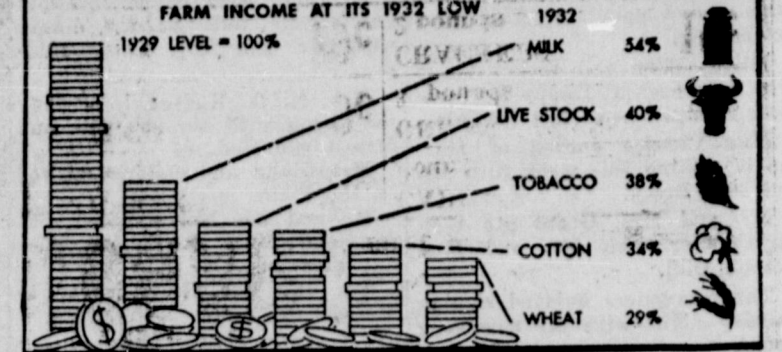 FARM INCOME AT ITS 1932 LOW
1929 LEVEL = 100%
1932
MILK 54%
LIVE STOCK 40%
TOBACCO 38%
COTTON 34%
WHEAT 29%
$
$